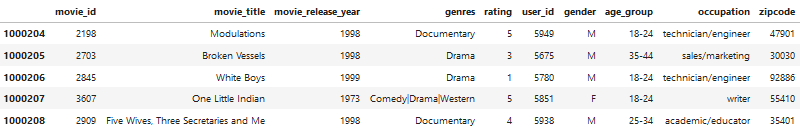 movie_id movie_title movie_release_year genres rating user_id gender age_group occupation zipcode
1000204 2198 Modulations 1998 Documentary 5 5949 M 18-24 technician/engineer 47901
1000205 2703 Broken Vessels 1998 Drama 3 5675 M 35-44 sales/marketing 30030
1000206 2845 White Boys 1999 Drama 1 5780 M 18-24 technician/engineer 92886
1000207 3607 One Little Indian 1973 Comedy|Drama|Western 5 5851 F 18-24 writer 55410
1000208 2909 Five Wives, Three Secretaries and Me 1998 Documentary 4 5938 M 25-34 academic/educator 35401